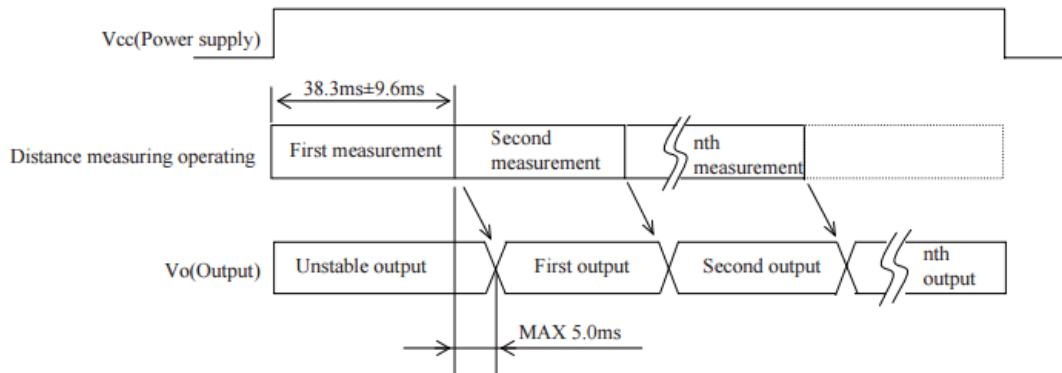 Vcc(Power supply)
38.3ms±9.6ms
Distance measuring operating
First measurement
Second
measurement
nth
measurement
Vo(Output)
Unstable output
First output
Second output
nth
output
MAX 5.0ms